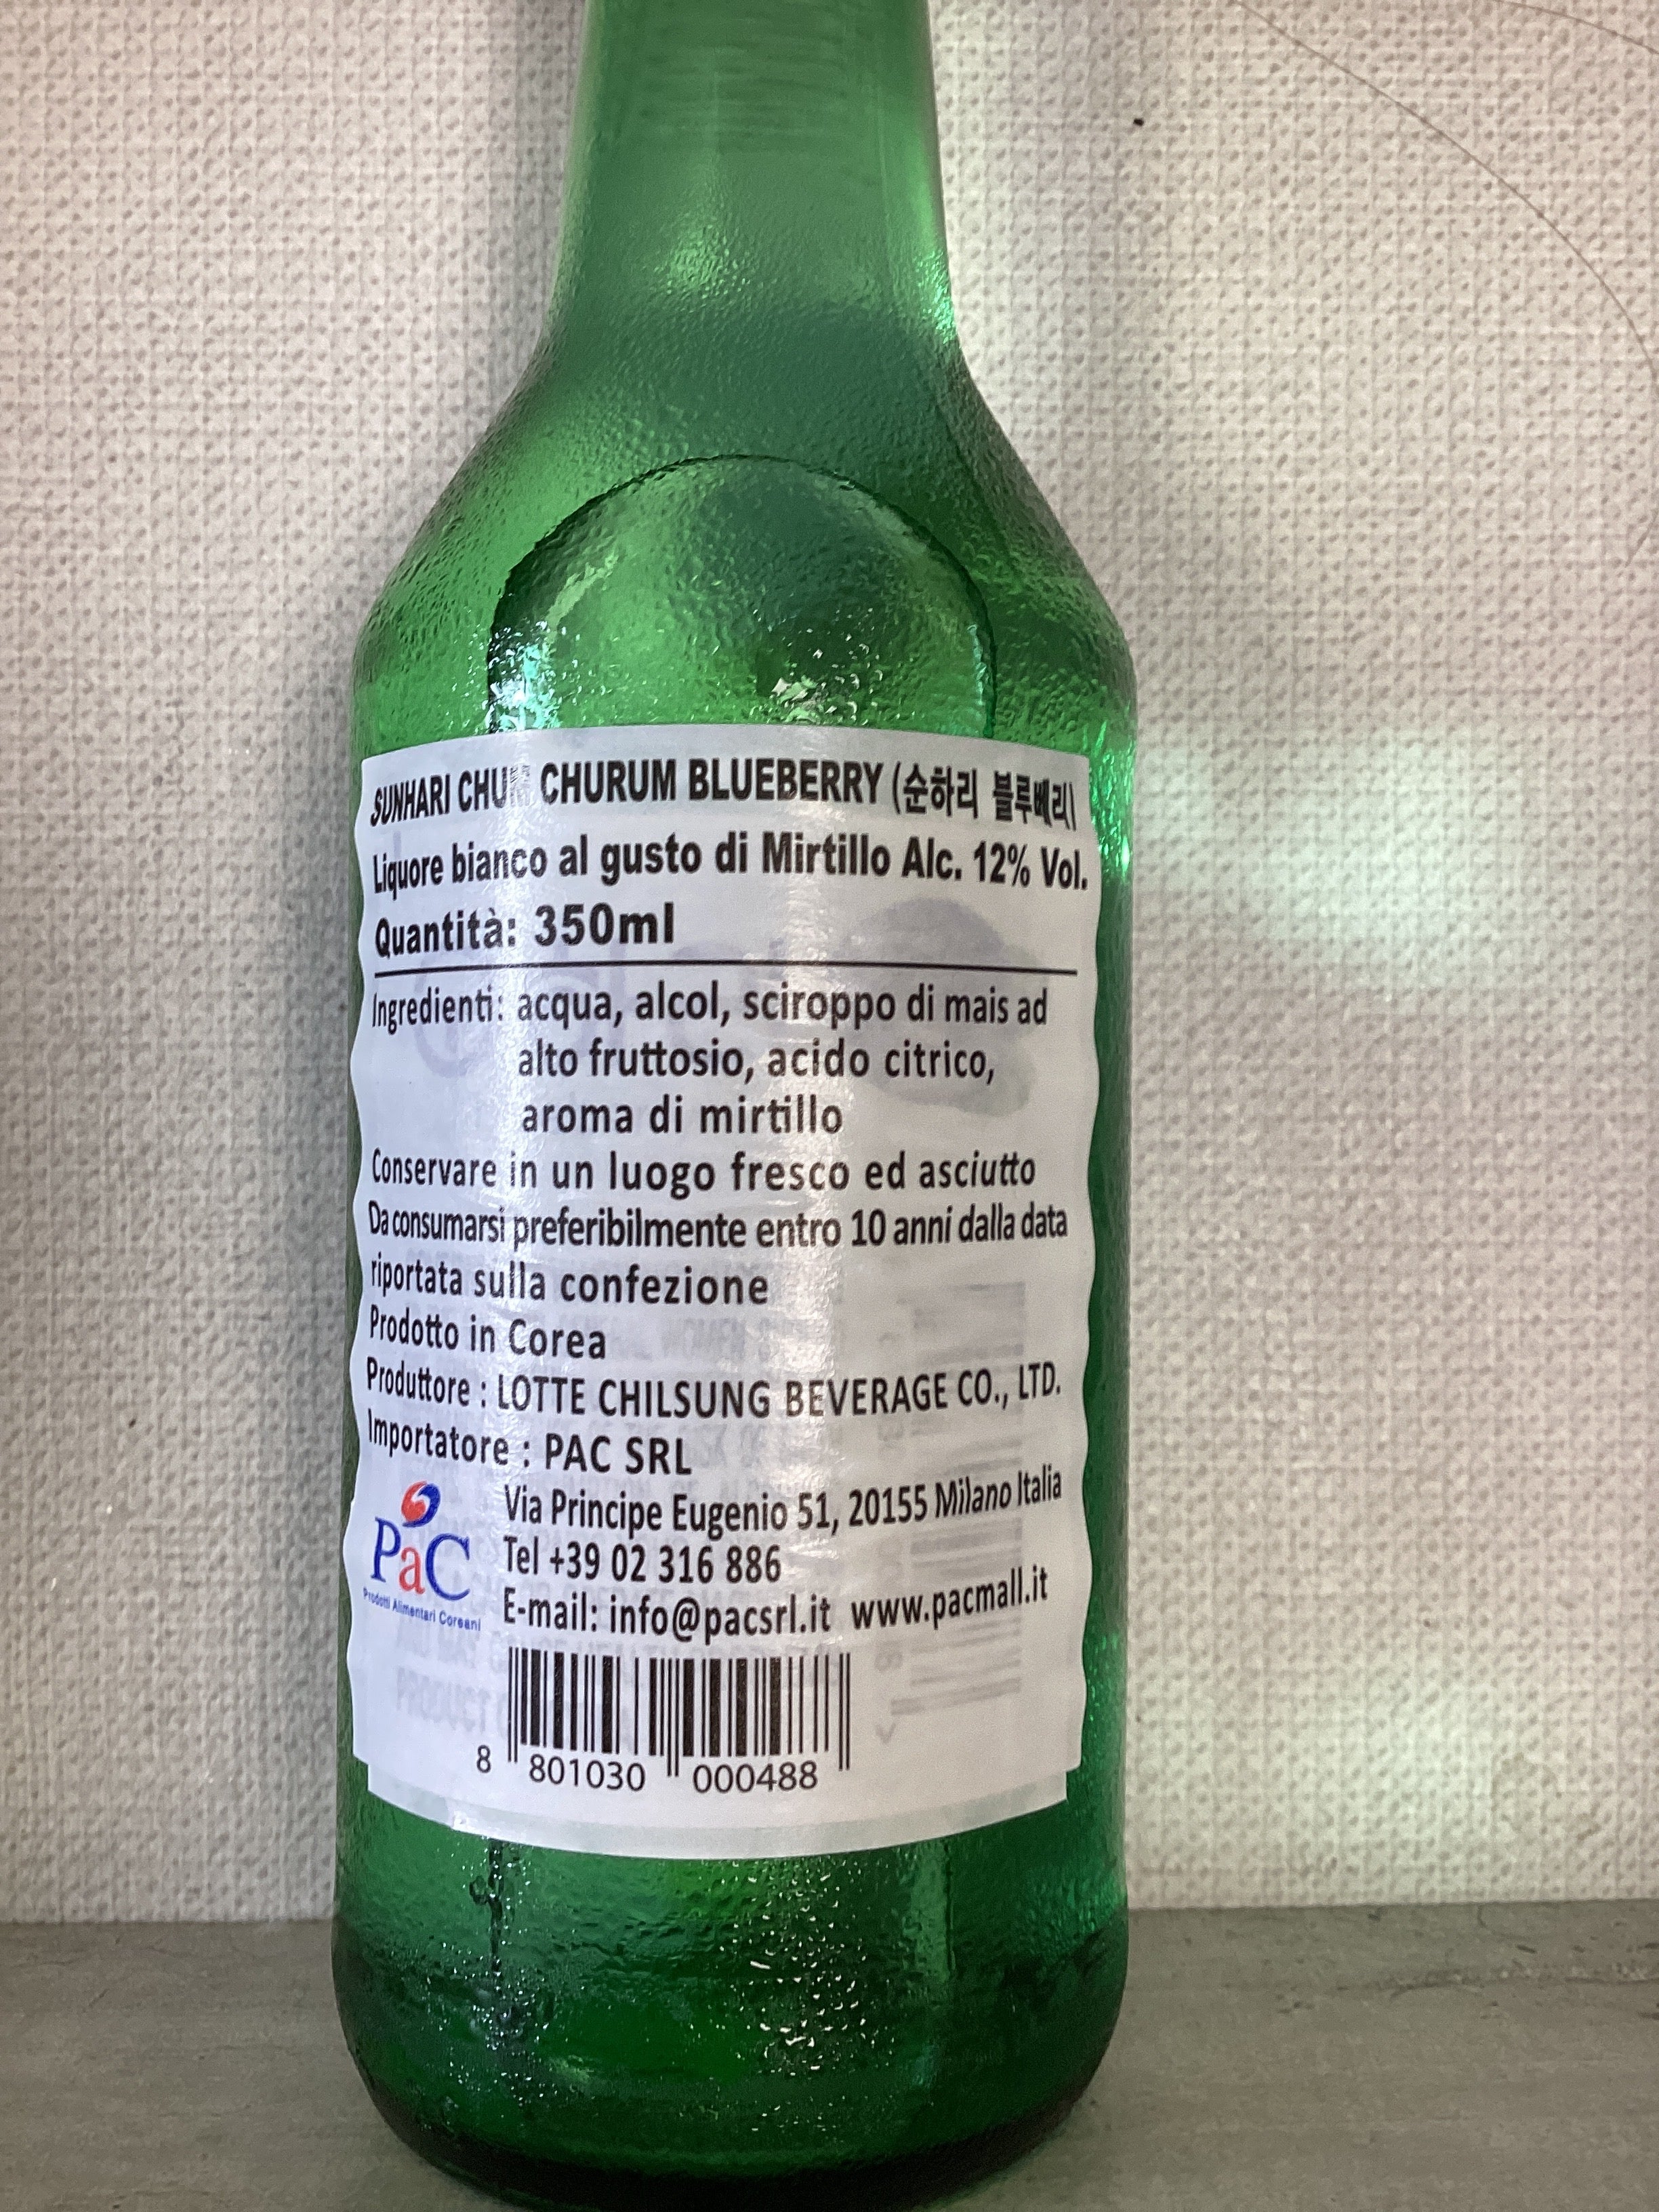 SUNHARI CHUM CHURUM BLUEBERRY (순하리 블루베리)
Liquore bianco al gusto di Mirtillo Alc. 12% Vol.
Quantità: 350ml
Ingredienti: acqua, alcol, sciroppo di mais ad
alto fruttosio, acido citrico,
aroma di mirtillo
Conservare in un luogo fresco ed asciutto
Da consumarsi preferibilmente entro 10 anni dalla data
riportata sulla confezione
Prodotto in Corea
Produttore : LOTTE CHILSUNG BEVERAGE CO., LTD.
Importatore : PAC SRL
Via Principe Eugenio 51, 20155 Milano Italia
Tel +39 02 316 886
E-mail: info@pacsrl.it www.pacmall.it
PaC
Prodotti Alimentari Coreani
8 801030 000488